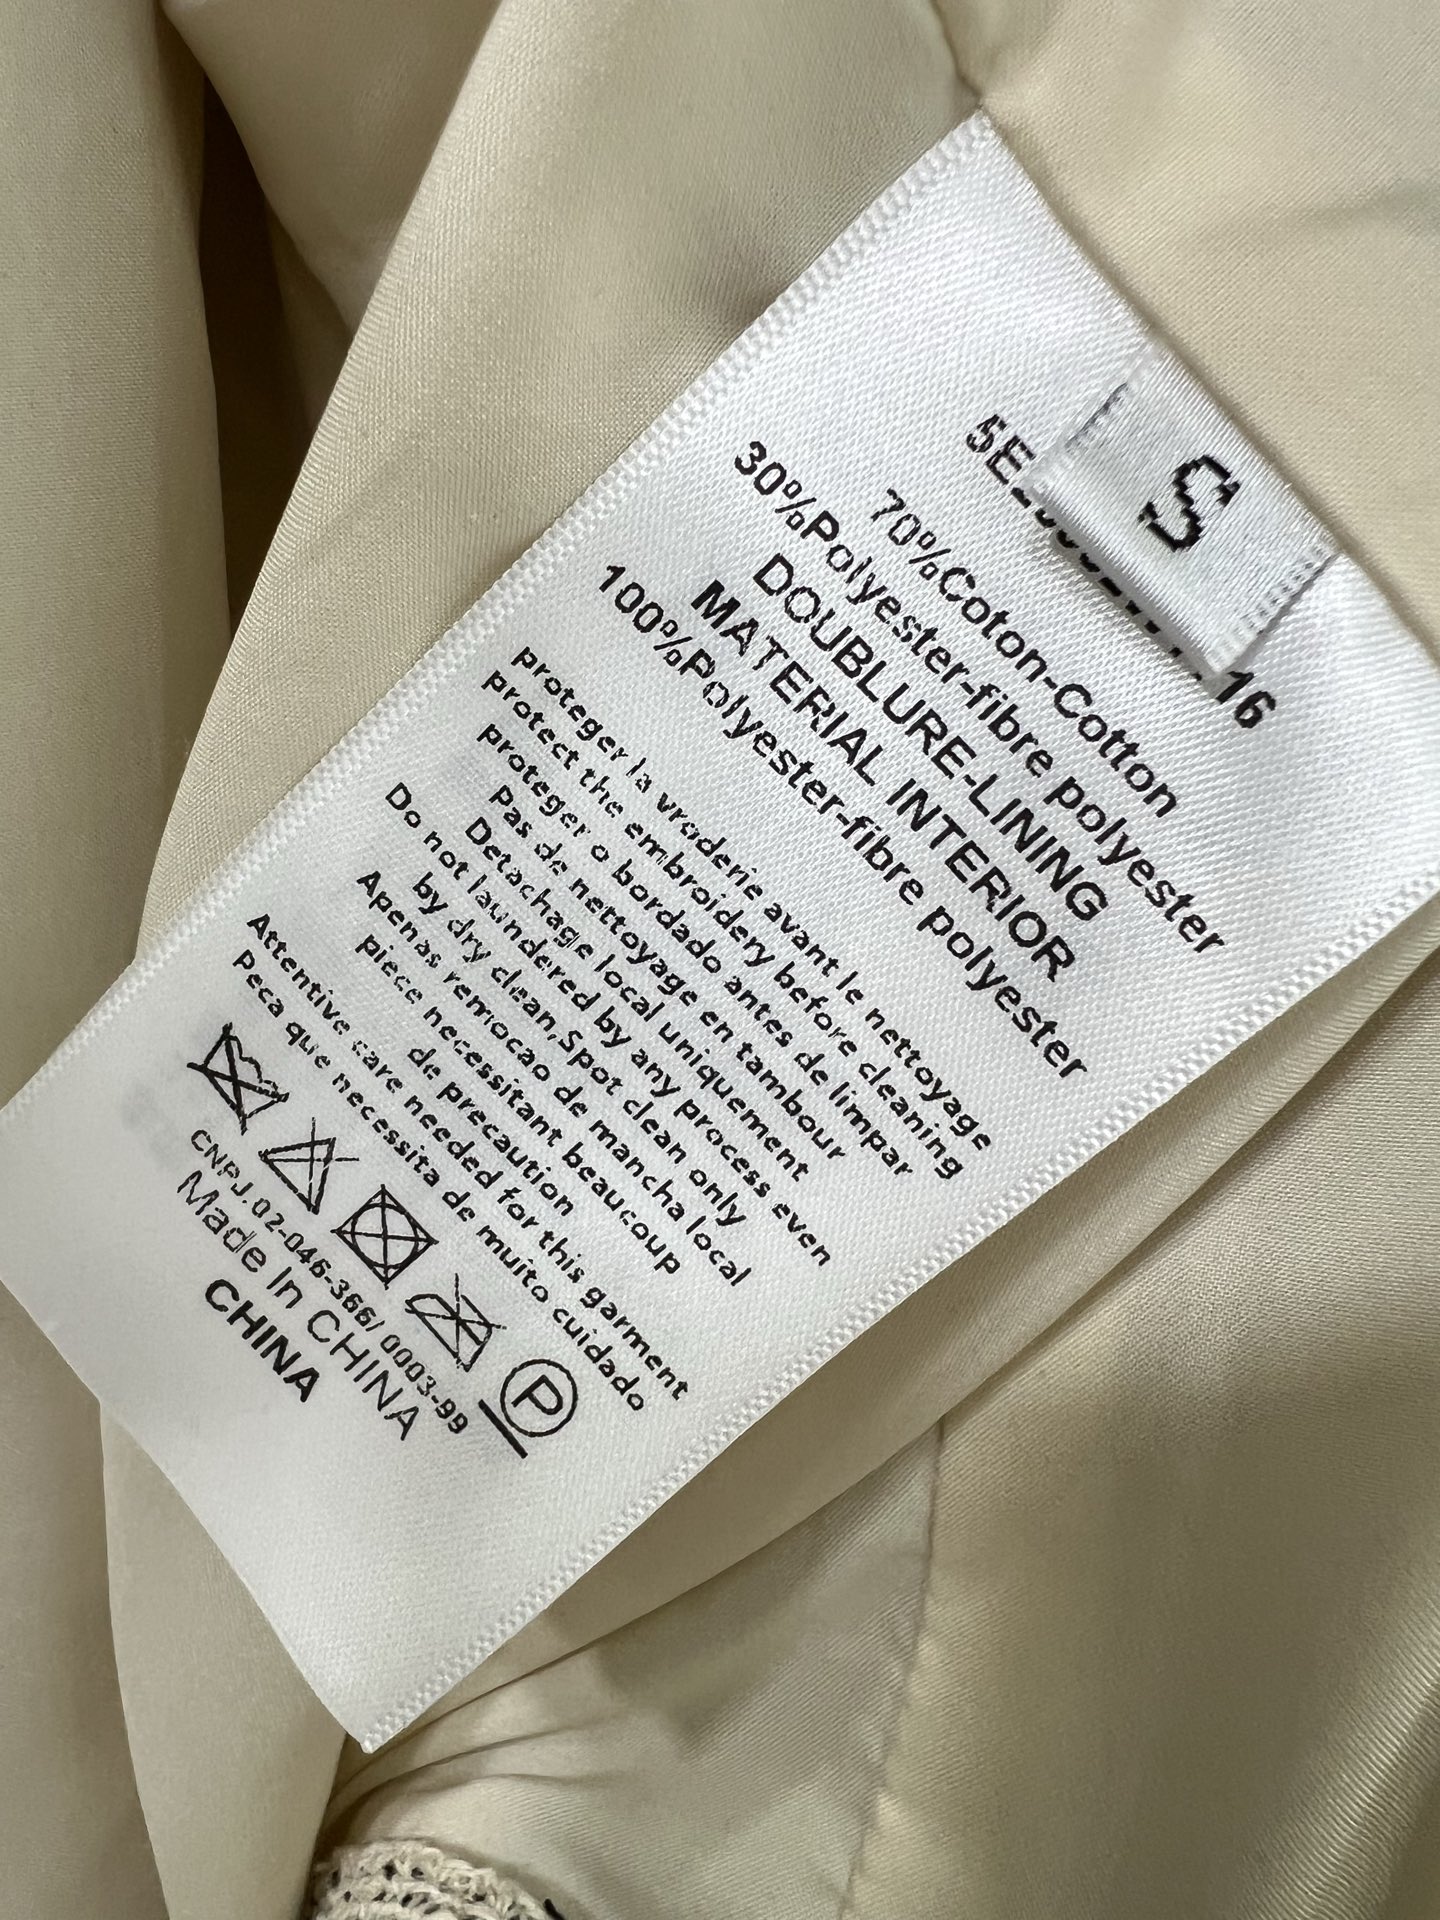 S
70%Coton-Cotton
30%Polyester-fibre polyester
DOUBLURE-LINING
MATERIAL INTERIOR
100%Polyester-fibre polyester
proteger la vroderie avant le nettoyage
protect the embroidery before cleaning
proteger o bordado antes de limpar
Pas de nettoyage en tambour
Detachage local uniquement
Do not laundered by any process even
by dry clean,Spot clean only
Apenas remocao de mancha local
piece necessitant beaucoup
de precaution
Attentive care needed for this garment
Peca que necessita de muito cuidado
P
CNPJ.02-046-366/ 0003-99
Made In CHINA
CHINA